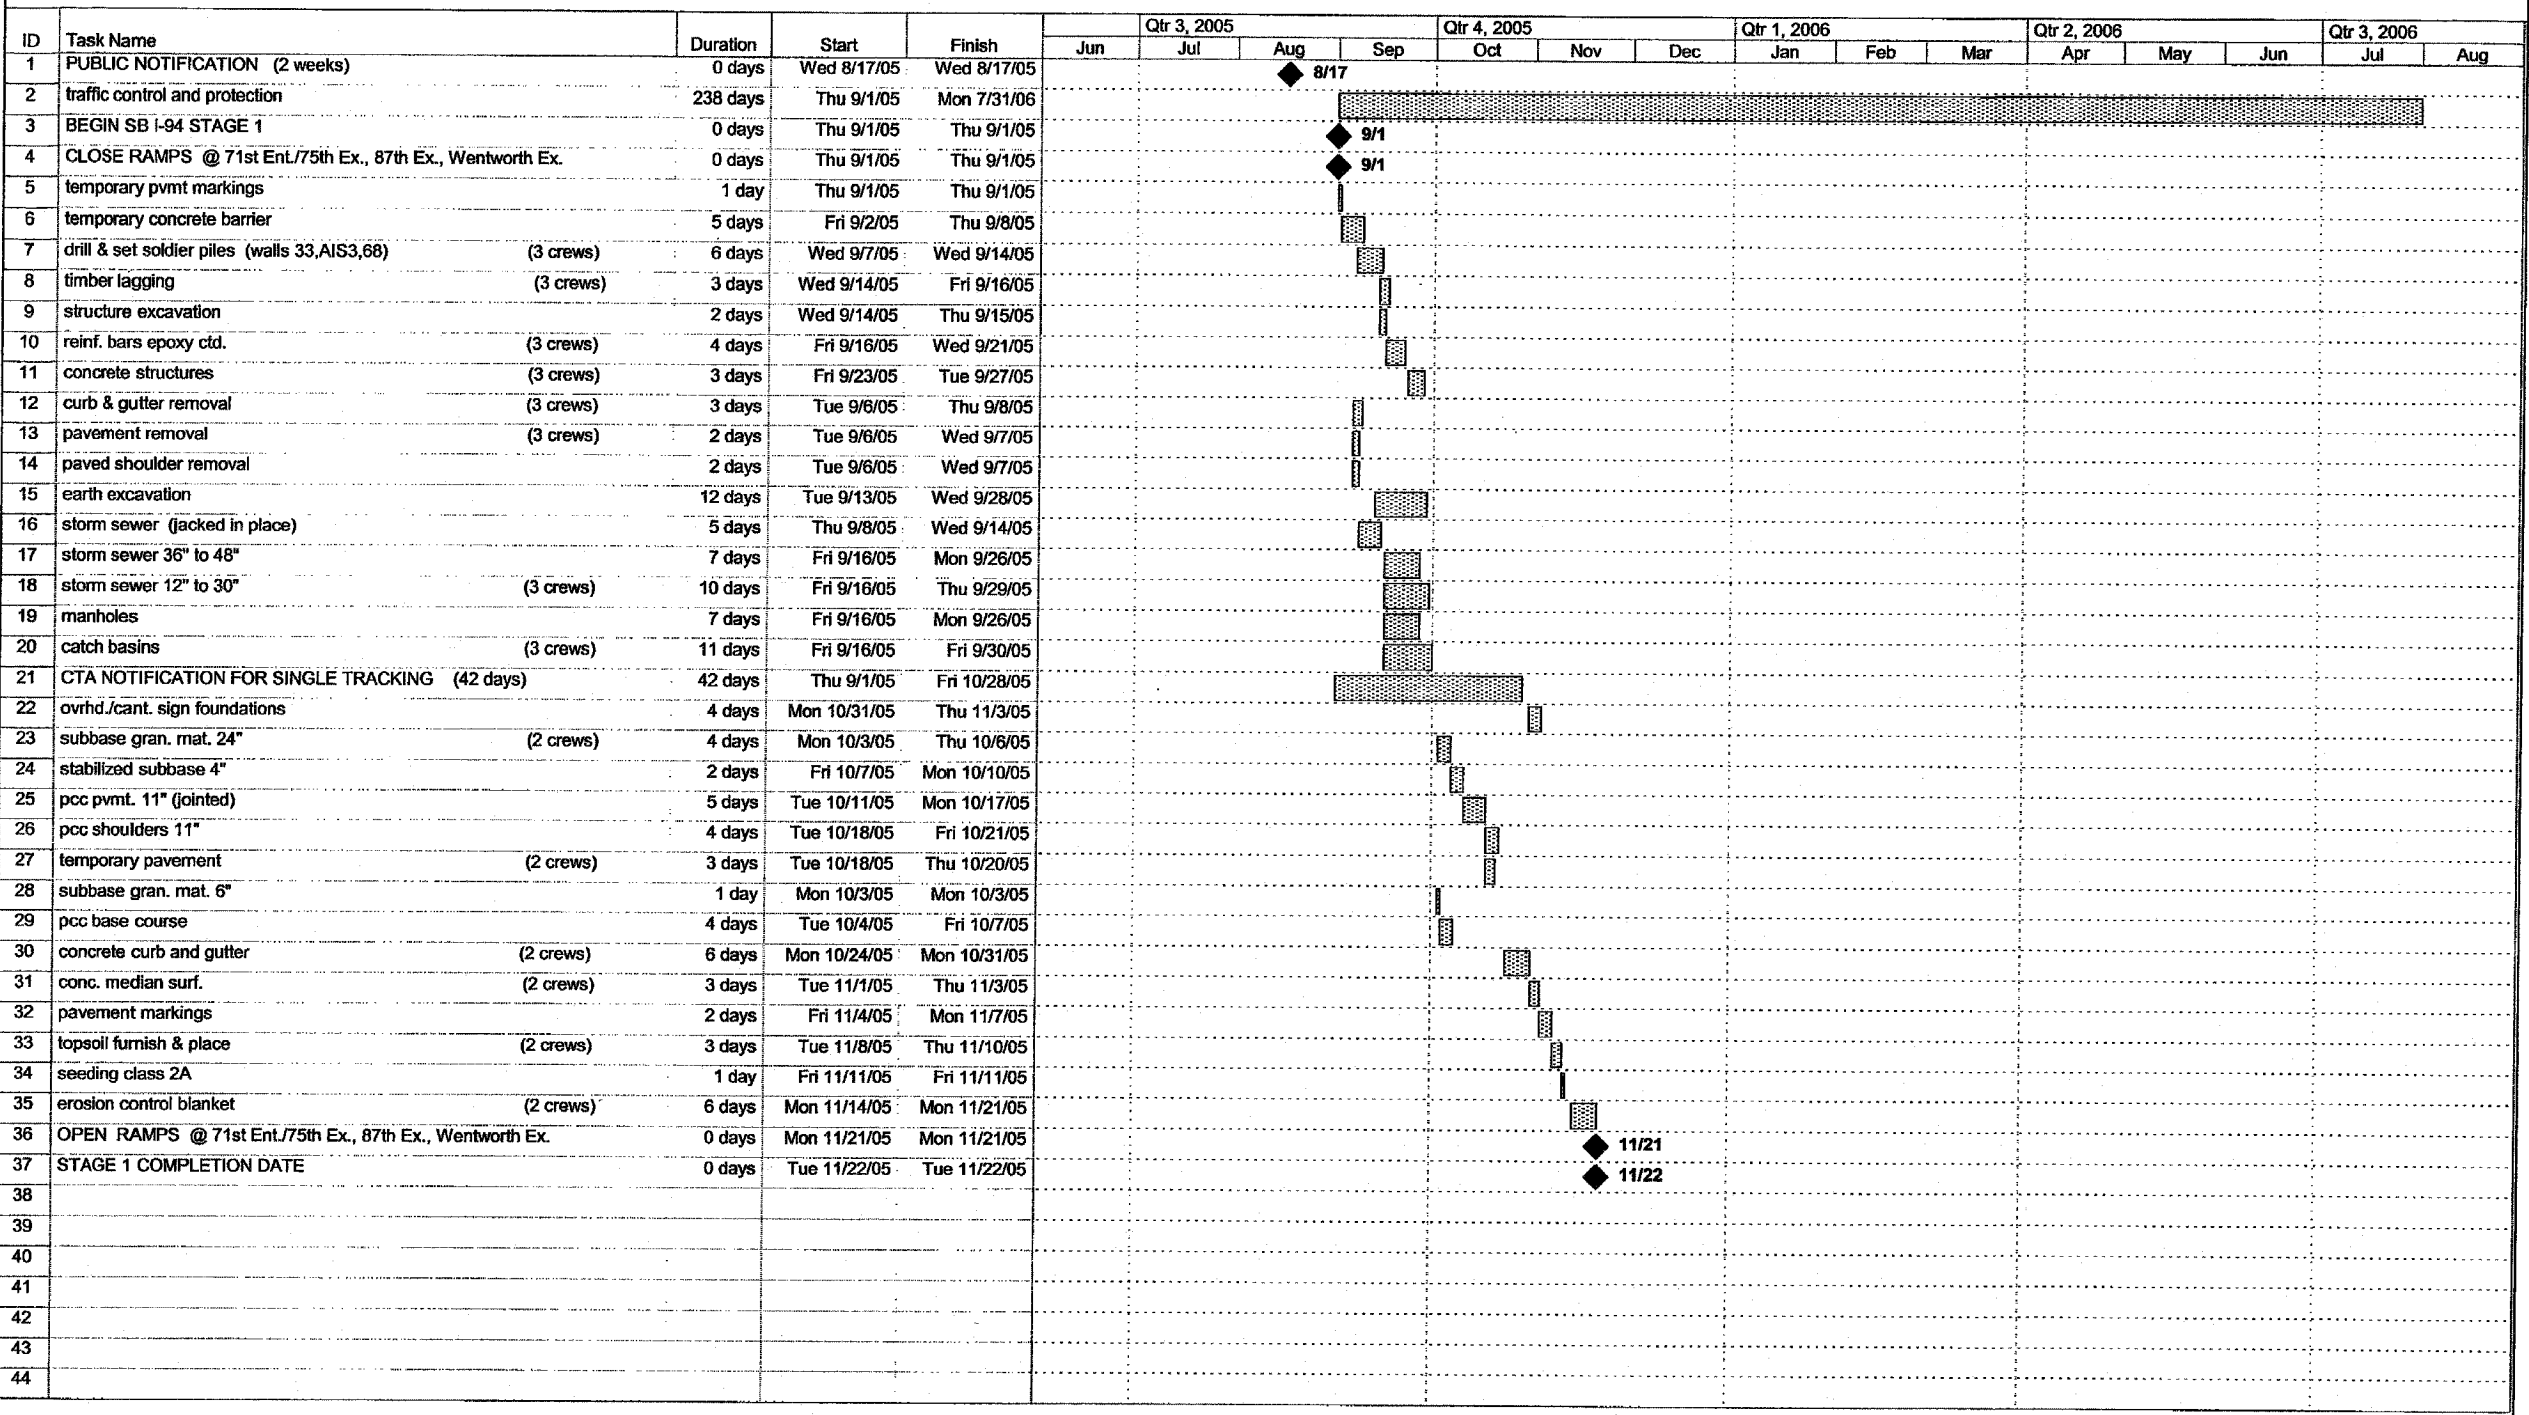 Qtr 3, 2005 Qtr 4, 2005 Qtr 1, 2006 Qtr 2, 2006 Qtr 3, 2006
ID Task Name Duration Start Finish Jun Jul Aug Sep Oct Nov Dec Jan Feb Mar Apr May Jun Jul Aug
1 PUBLIC NOTIFICATION (2 weeks) 0 days Wed 8/17/05 Wed 8/17/05 8/17
2 traffic control and protection 238 days Thu 9/1/05 Mon 7/31/06
3 BEGIN SB I-94 STAGE 1 0 days Thu 9/1/05 Thu 9/1/05 9/1
4 CLOSE RAMPS @ 71st Ent./75th Ex., 87th Ex., Wentworth Ex. 0 days Thu 9/1/05 Thu 9/1/05 9/1
5 temporary pvmt markings 1 day Thu 9/1/05 Thu 9/1/05
6 temporary concrete barrier 5 days Fri 9/2/05 Thu 9/8/05
7 drill & set soldier piles (walls 33,AIS3,68) (3 crews) 6 days Wed 9/7/05 Wed 9/14/05
8 timber lagging (3 crews) 3 days Wed 9/14/05 Fri 9/16/05
9 structure excavation 2 days Wed 9/14/05 Thu 9/15/05
10 reinf. bars epoxy ctd. (3 crews) 4 days Fri 9/16/05 Wed 9/21/05
11 concrete structures (3 crews) 3 days Fri 9/23/05 Tue 9/27/05
12 curb & gutter removal (3 crews) 3 days Tue 9/6/05 Thu 9/8/05
13 pavement removal (3 crews) 2 days Tue 9/6/05 Wed 9/7/05
14 paved shoulder removal 2 days Tue 9/6/05 Wed 9/7/05
15 earth excavation 12 days Tue 9/13/05 Wed 9/28/05
16 storm sewer (jacked in place) 5 days Thu 9/8/05 Wed 9/14/05
17 storm sewer 36" to 48" 7 days Fri 9/16/05 Mon 9/26/05
18 storm sewer 12" to 30" (3 crews) 10 days Fri 9/16/05 Thu 9/29/05
19 manholes 7 days Fri 9/16/05 Mon 9/26/05
20 catch basins (3 crews) 11 days Fri 9/16/05 Fri 9/30/05
21 CTA NOTIFICATION FOR SINGLE TRACKING (42 days) 42 days Thu 9/1/05 Fri 10/28/05
22 ovrhd./cant. sign foundations 4 days Mon 10/31/05 Thu 11/3/05
23 subbase gran. mat. 24" (2 crews) 4 days Mon 10/3/05 Thu 10/6/05
24 stabilized subbase 4" 2 days Fri 10/7/05 Mon 10/10/05
25 pcc pvmt. 11" (jointed) 5 days Tue 10/11/05 Mon 10/17/05
26 pcc shoulders 11" 4 days Tue 10/18/05 Fri 10/21/05
27 temporary pavement (2 crews) 3 days Tue 10/18/05 Thu 10/20/05
28 subbase gran. mat. 6" 1 day Mon 10/3/05 Mon 10/3/05
29 pcc base course 4 days Tue 10/4/05 Fri 10/7/05
30 concrete curb and gutter (2 crews) 6 days Mon 10/24/05 Mon 10/31/05
31 conc. median surf. (2 crews) 3 days Tue 11/1/05 Thu 11/3/05
32 pavement markings 2 days Fri 11/4/05 Mon 11/7/05
33 topsoil furnish & place (2 crews) 3 days Tue 11/8/05 Thu 11/10/05
34 seeding class 2A 1 day Fri 11/11/05 Fri 11/11/05
35 erosion control blanket (2 crews) 6 days Mon 11/14/05 Mon 11/21/05
36 OPEN RAMPS @ 71st Ent./75th Ex., 87th Ex., Wentworth Ex. 0 days Mon 11/21/05 Mon 11/21/05 11/21
37 STAGE 1 COMPLETION DATE 0 days Tue 11/22/05 Tue 11/22/05 11/22
38
39
40
41
42
43
44